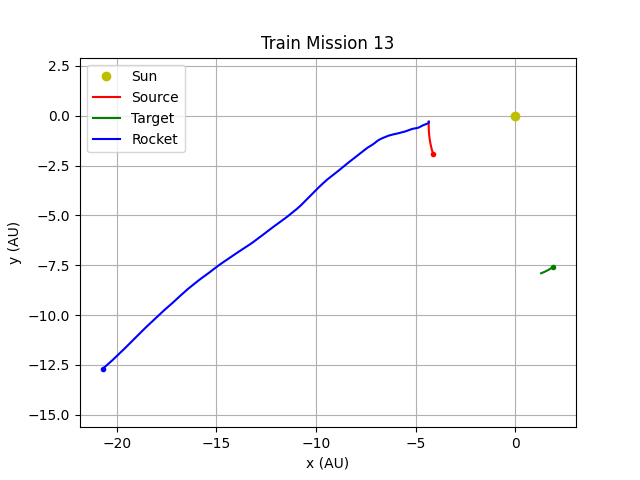 Train Mission 13
Sun
Source
Target
Rocket
2.5
0.0
−2.5
−5.0
−7.5
−10.0
−12.5
−15.0
y (AU)
−20
−15
−10
−5
0
x (AU)